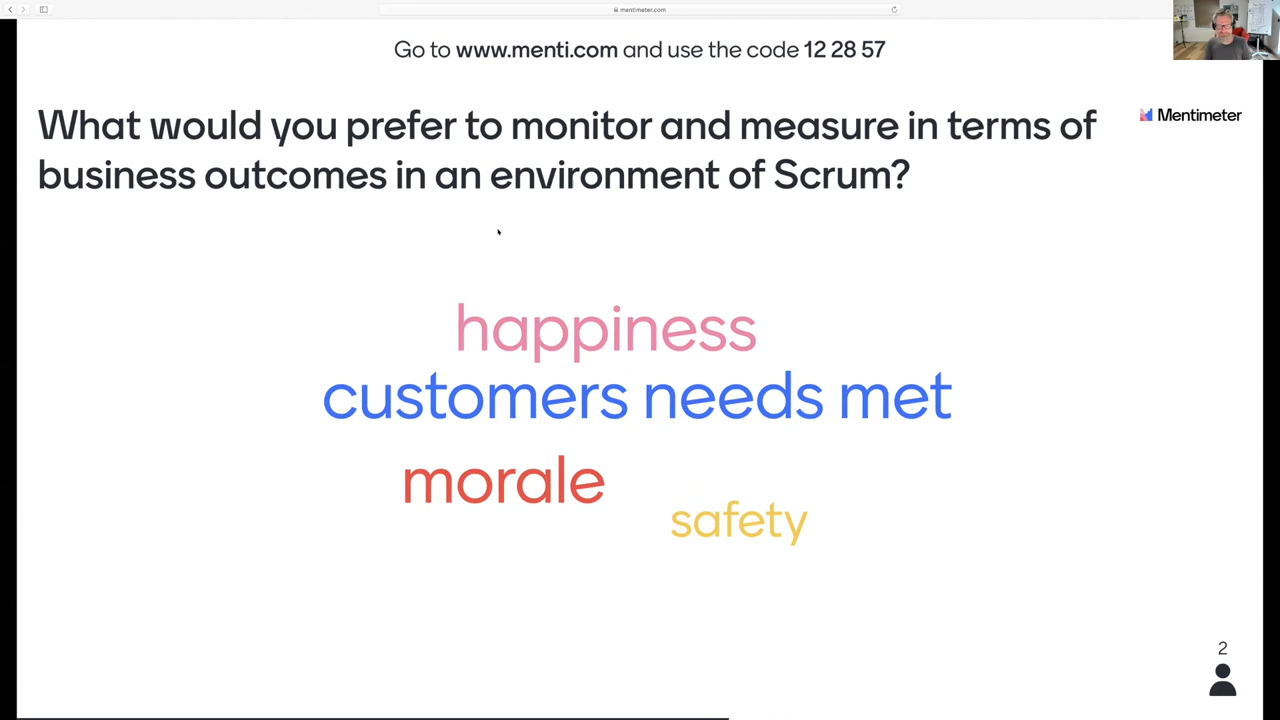 mentimeter.com
Go to www.menti.com and use the code 12 28 57
What would you prefer to monitor and measure in terms of
business outcomes in an environment of Scrum?
Mentimeter
happiness
customers needs met
morale
safety
2